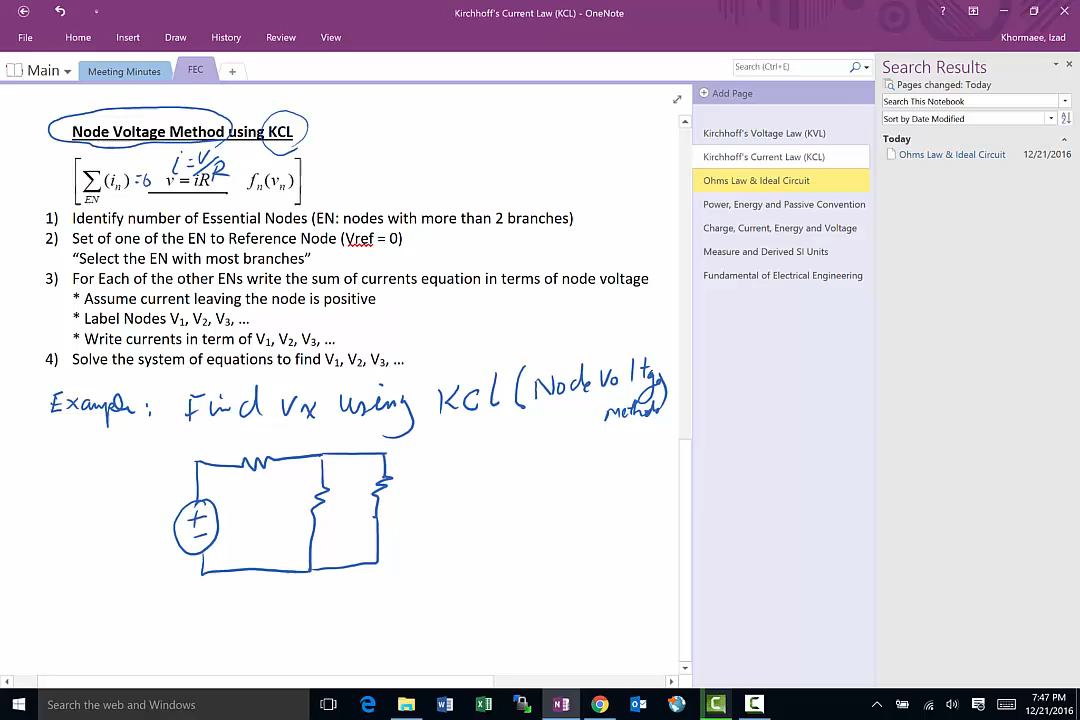 Kirchhoff's Current Law (KCL) - OneNote
?
File Home Insert Draw History Review View
Khormaee, Izad
Main
Meeting Minutes
FEC
+
Search (Ctrl+E)
Search Results
Pages changed: Today
Search This Notebook
Sort by Date Modified
Today
Ohms Law & Ideal Circuit 12/21/2016
Add Page
Kirchhoff's Voltage Law (KVL)
Kirchhoff's Current Law (KCL)
Ohms Law & Ideal Circuit
Power, Energy and Passive Convention
Charge, Current, Energy and Voltage
Measure and Derived SI Units
Fundamental of Electrical Engineering
Node Voltage Method using KCL
i = V/R
[∑(iₙ) =0 v = iR fₙ(vₙ)]
EN
1) Identify number of Essential Nodes (EN: nodes with more than 2 branches)
2) Set of one of the EN to Reference Node (Vref = 0)
"Select the EN with most branches"
3) For Each of the other ENs write the sum of currents equation in terms of node voltage
* Assume current leaving the node is positive
* Label Nodes V₁, V₂, V₃, ...
* Write currents in term of V₁, V₂, V₃, ...
4) Solve the system of equations to find V₁, V₂, V₃, ...
Example: Find Vx using KCL (Node Voltge
method)
+
−
Search the web and Windows
7:47 PM
12/21/2016